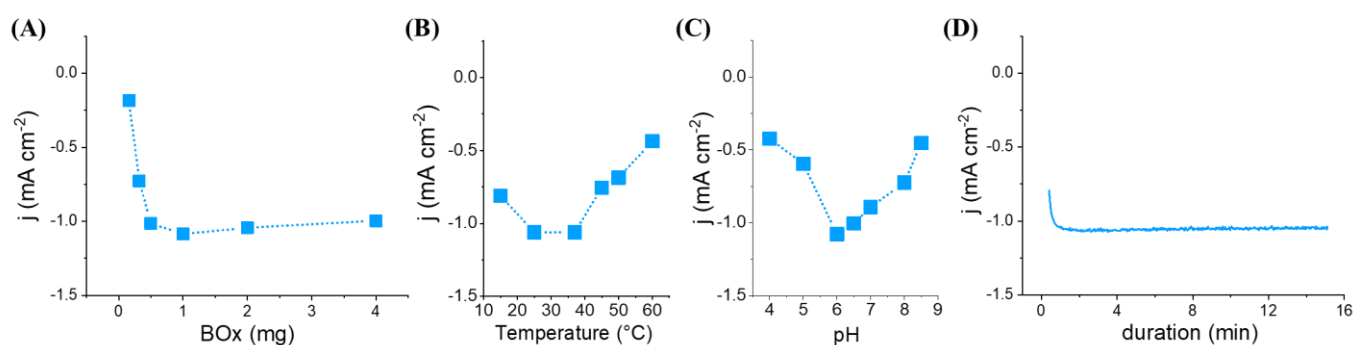 (A)
j (mA cm-2)
0.0
-0.5
-1.0
-1.5
0 1 2 3 4
BOx (mg)
(B)
j (mA cm-2)
0.0
-0.5
-1.0
-1.5
10 20 30 40 50 60
Temperature (°C)
(C)
j (mA cm-2)
0.0
-0.5
-1.0
-1.5
4 5 6 7 8 9
pH
(D)
j (mA cm-2)
0.0
-0.5
-1.0
-1.5
0 4 8 12 16
duration (min)